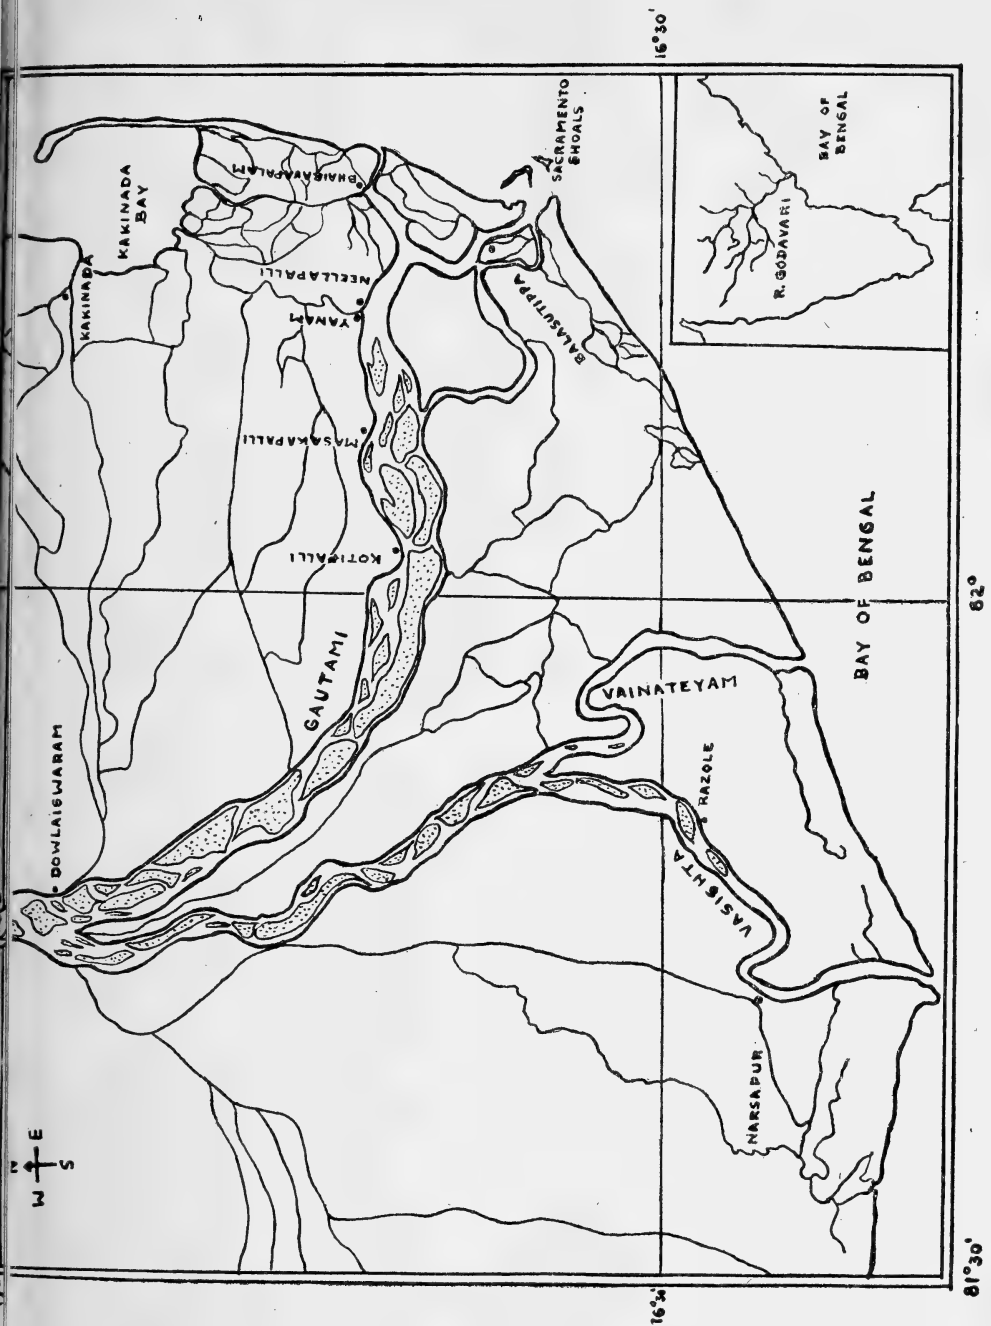 16°30'
KAKINADA
BAY
KAKINADA
BHAIRAVAPALAM
SACRAMENTO
SHOALS
NEELLAPALLI
YANAM
BALASUTIPPA
BAY OF
BENGAL
R. GODAVARI
MASAKAPALLI
KOTIPALLI
GAUTAMI
BAY OF BENGAL
82°
VAINATEYAM
DOWLAISWARAM
RAZOLE
VASISHTA
NARSAPUR
W
E
S
16°30'
81°30'